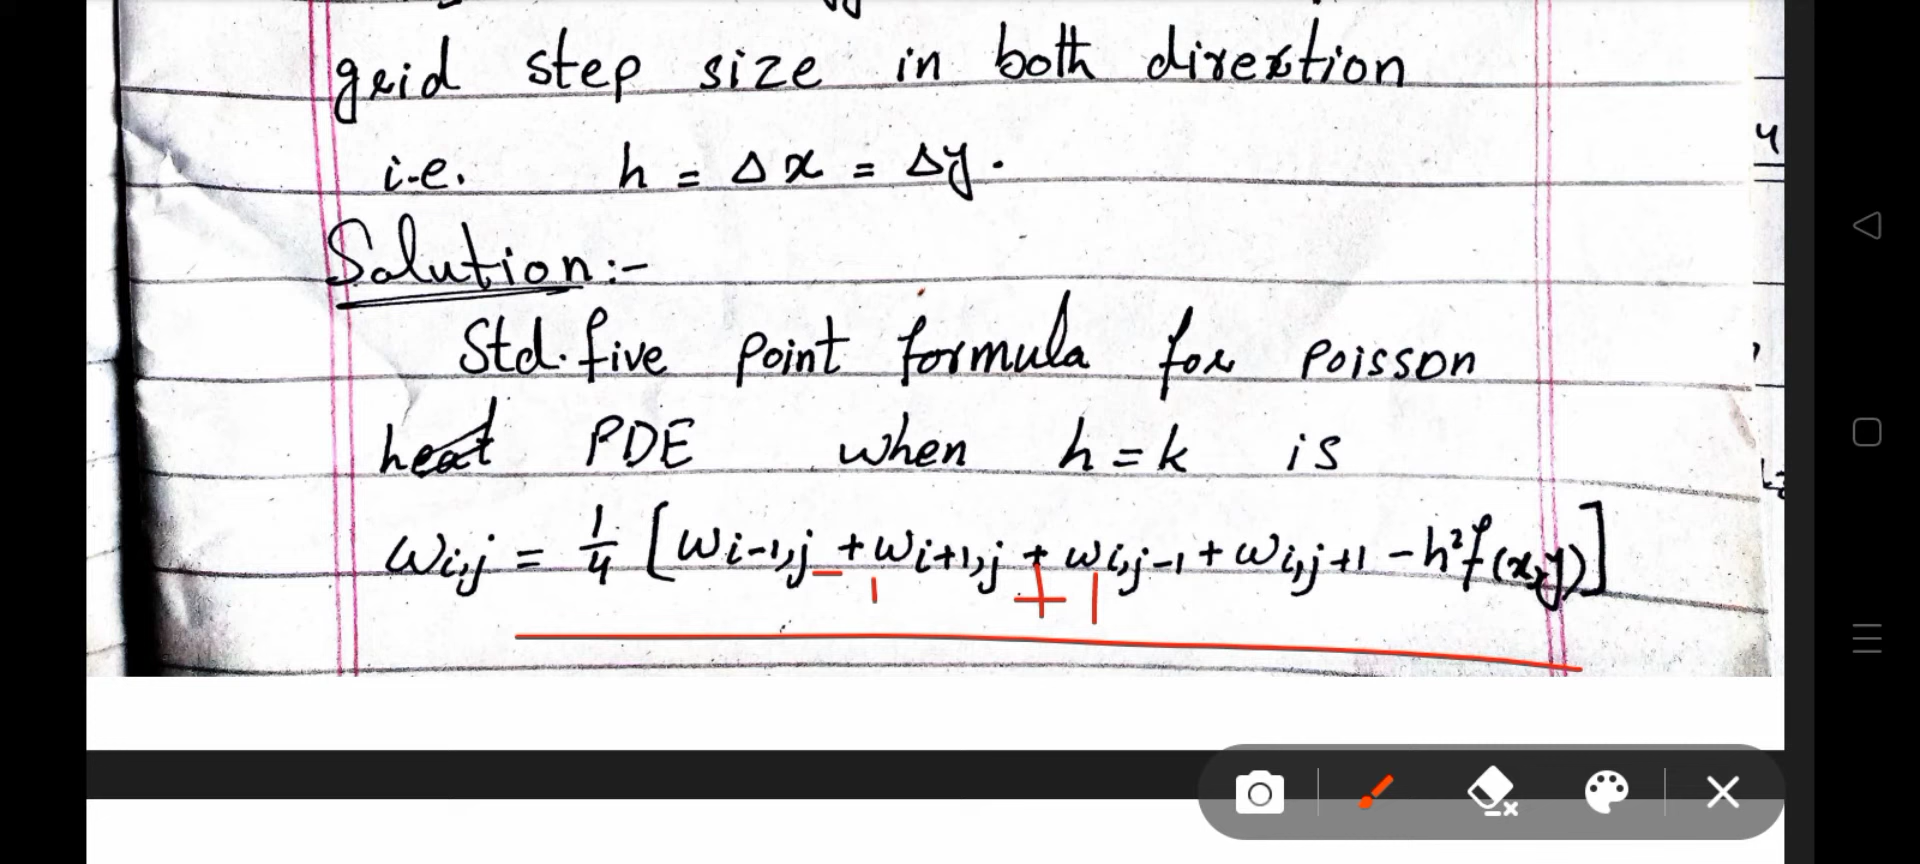 grid step size in both direction
i.e. h = Δx = Δy.
Solution:-
Std. five point formula for Poisson
heat PDE when h = k is
wi,j = 1/4 [wi-1,j + wi+1,j + wi,j-1 + wi,j+1 - h²f(x,y)]